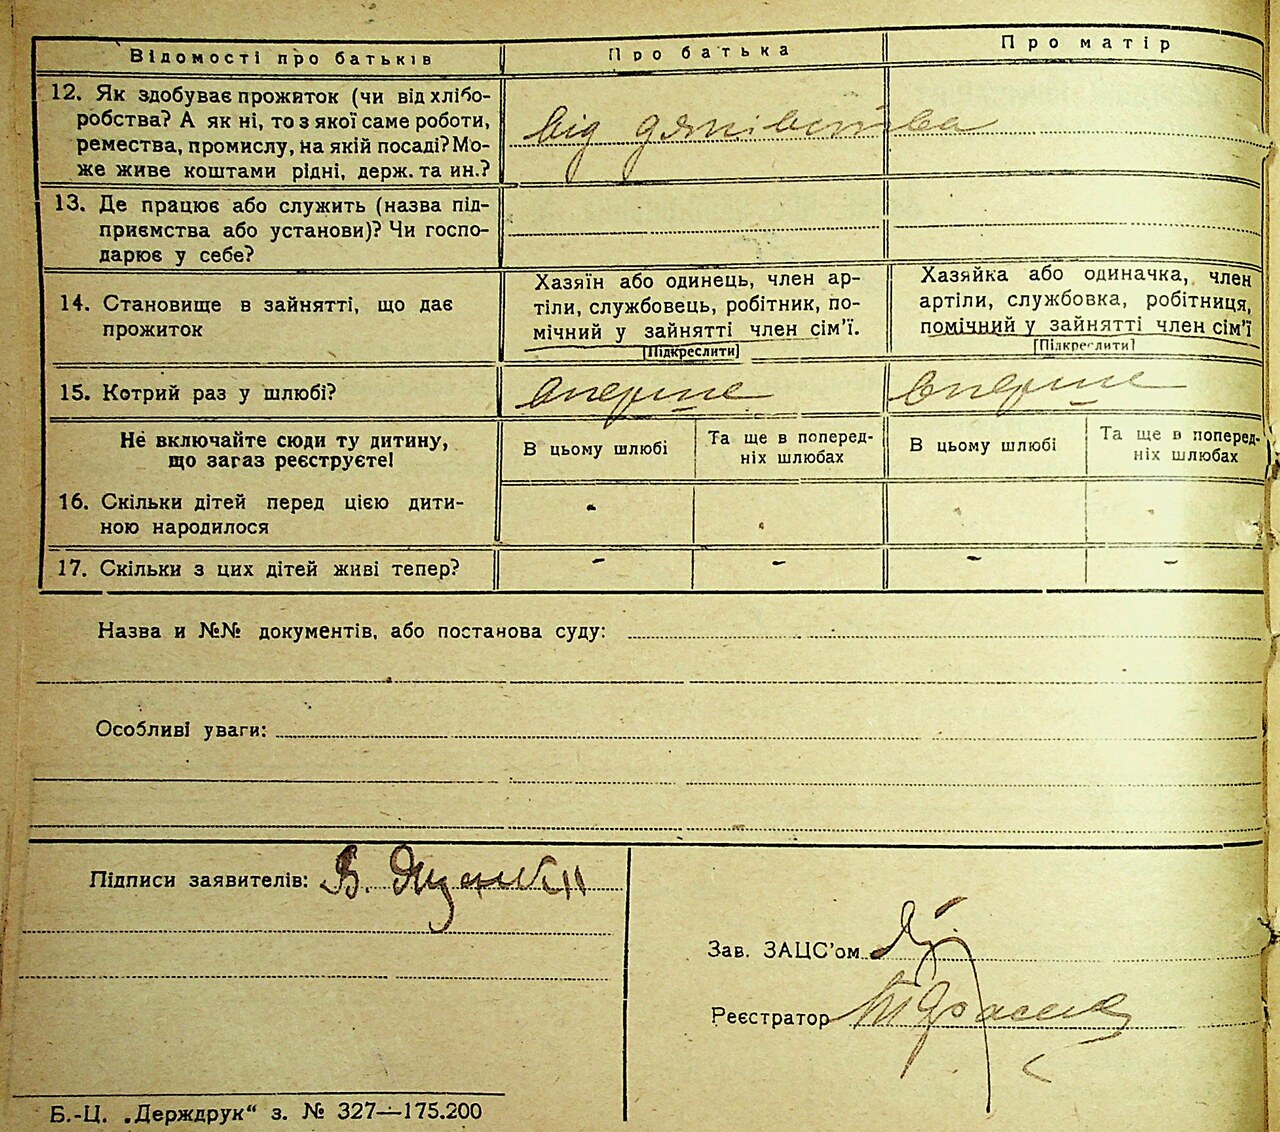 Відомості про батьків
Про батька
Про матір
12. Як здобуває прожиток (чи від хлібо-
робства? А як ні, то з якої саме роботи,
ремества, промислу, на якій посаді? Мо-
же живе коштами рідні, держ. та ин.?
від дяківства
13. Де працює або служить (назва під-
приємства або установи)? Чи госпо-
дарює у себе?
14. Становище в зайнятті, що дає
прожиток
Хазяїн або одинець, член ар-
тіли, службовець, робітник, по-
мічний у зайнятті член сім'ї.
[Підкреслити]
Хазяйка або одиначка, член
артіли, службовка, робітниця,
помічний у зайнятті член сім'ї
[Підкреслити]
15. Котрий раз у шлюбі?
вперше
вперше
Не включайте сюди ту дитину,
що зараз реєструєте!
В цьому шлюбі
Та ще в поперед-
ніх шлюбах
В цьому шлюбі
Та ще в поперед-
ніх шлюбах
16. Скільки дітей перед цією дити-
ною народилося
- - - -
17. Скільки з цих дітей живі тепер?
- - - -
Назва и №№ документів, або постанова суду:
Особливі уваги:
Підписи заявителів: В.
Зав. ЗАЦС'ом
Реєстратор
Б.-Ц. „Держдрук“ з. № 327—175.200